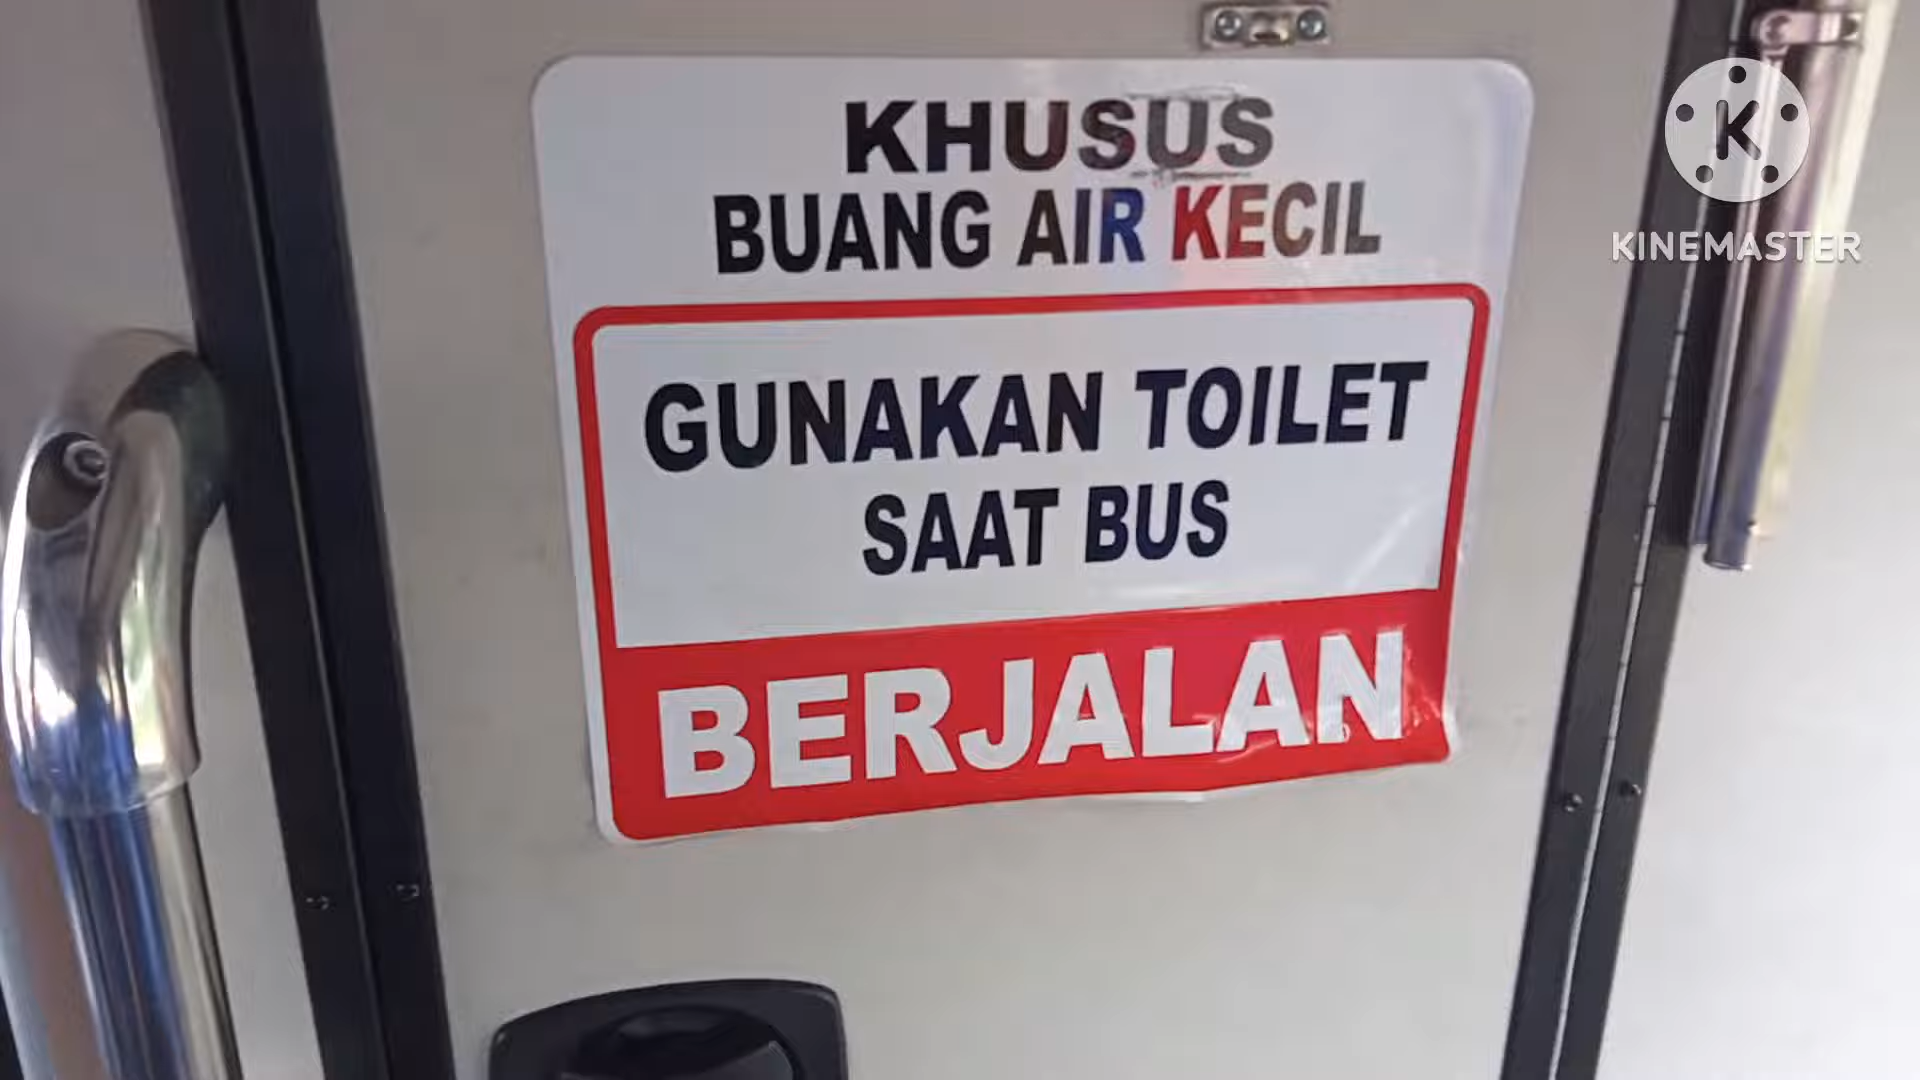 KHUSUS
BUANG AIR KECIL
GUNAKAN TOILET
SAAT BUS
BERJALAN
K
KINEMASTER